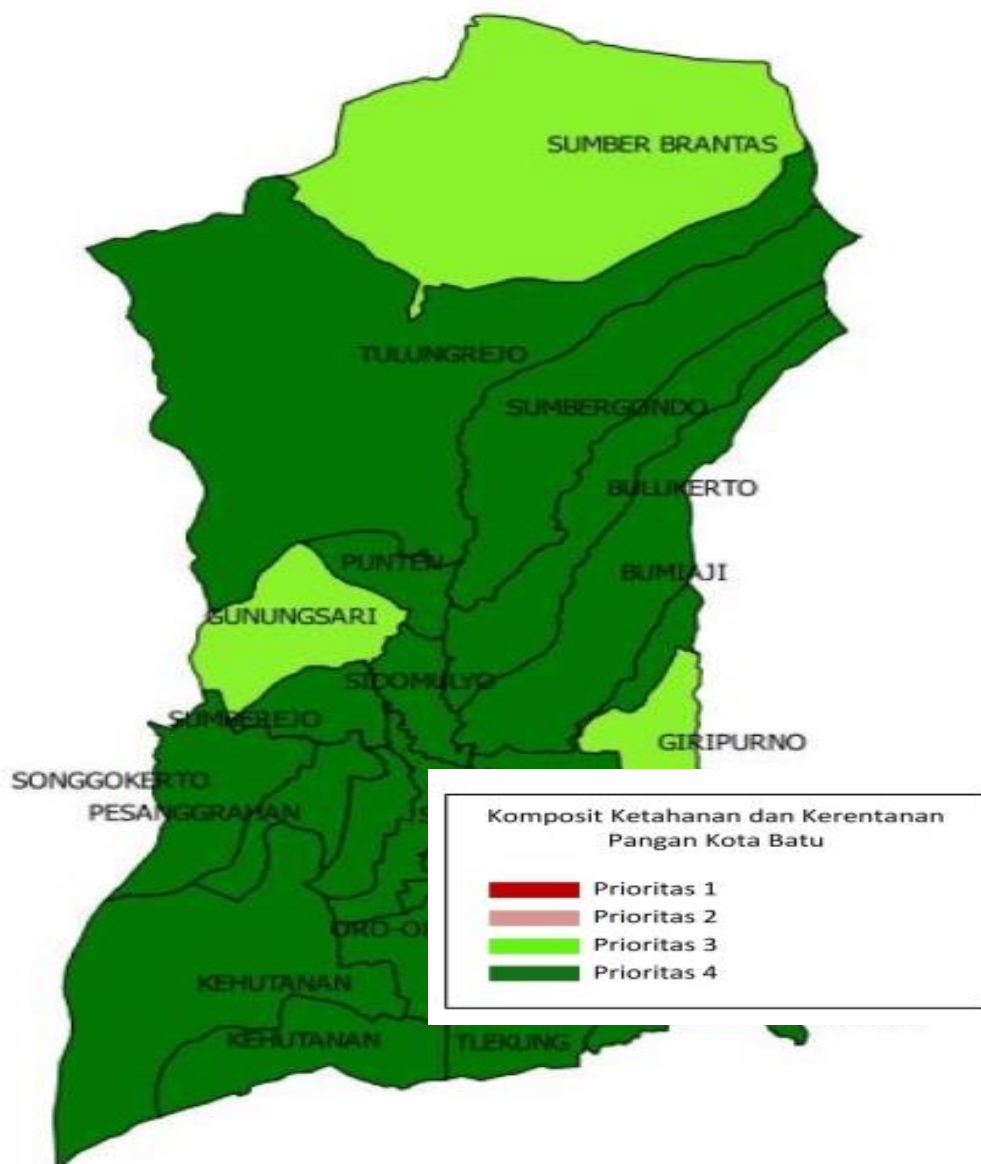 SUMBER BRANTAS
TULUNGREJO
SUMBERGONDO
BULUKERTO
PUNTEN
BUMIAJI
GUNUNGSARI
SIDOMULYO
SUMBEREJO
GIRIPURNO
SONGGOKERTO
PESANGGRAHAN
Komposit Ketahanan dan Kerentanan
Pangan Kota Batu
Prioritas 1
Prioritas 2
Prioritas 3
Prioritas 4
KEHUTANAN
KEHUTANAN
TLEKUNG